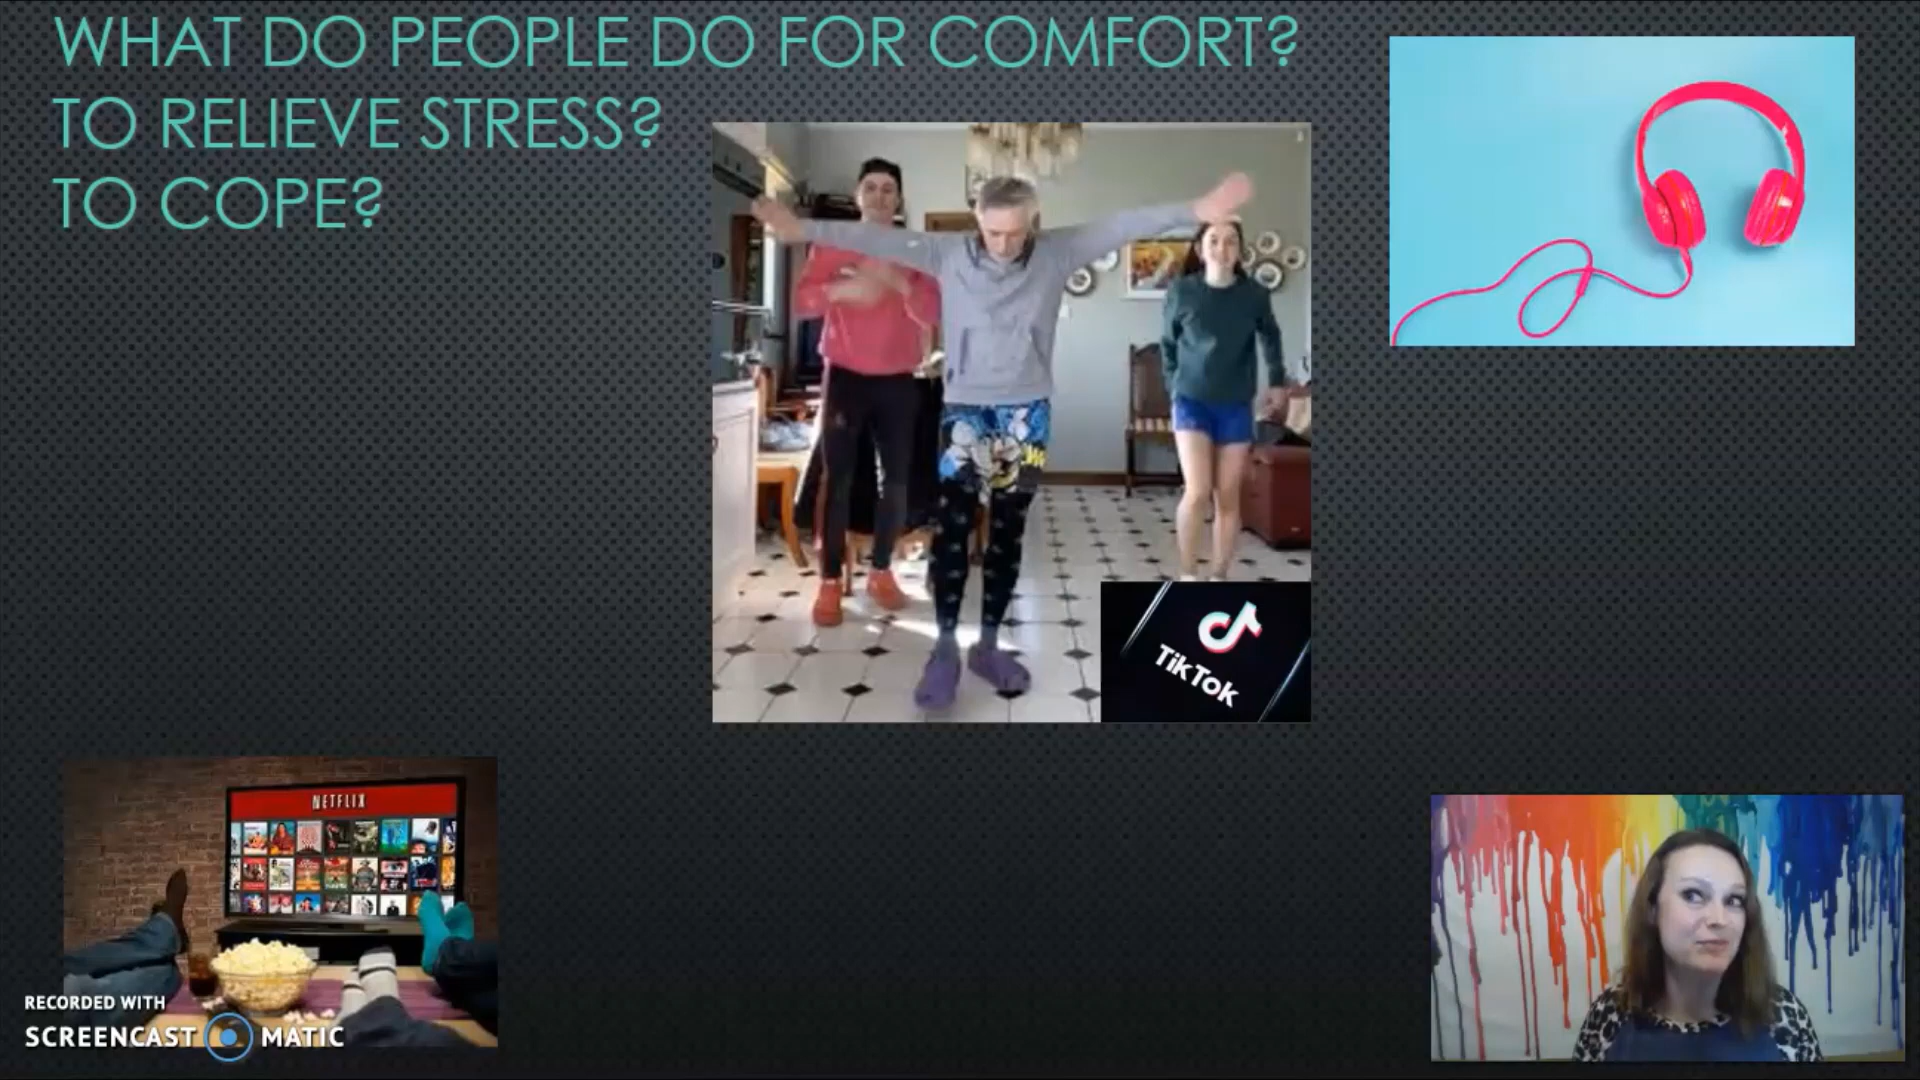 WHAT DO PEOPLE DO FOR COMFORT?
TO RELIEVE STRESS?
TO COPE?
TikTok
NETFLIX
RECORDED WITH
SCREENCAST MATIC